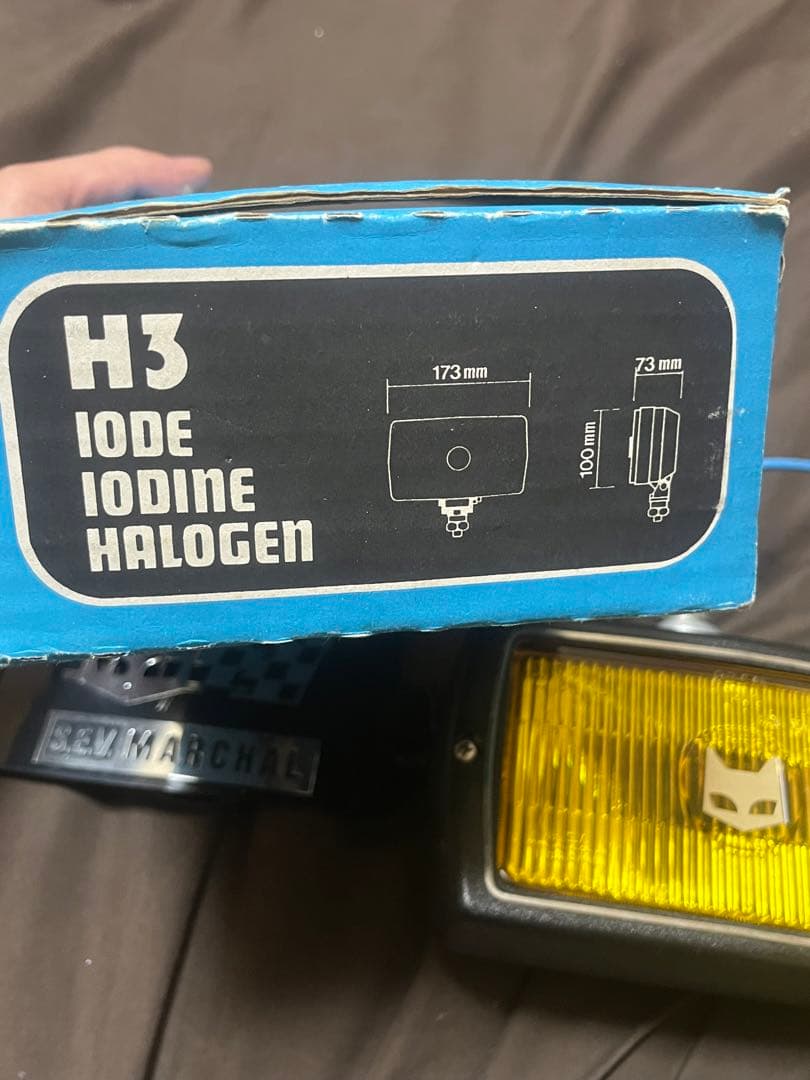 H3
IODE
IODINE
HALOGEN
173 mm
73 mm
100 mm
S.E.V. MARCHAL